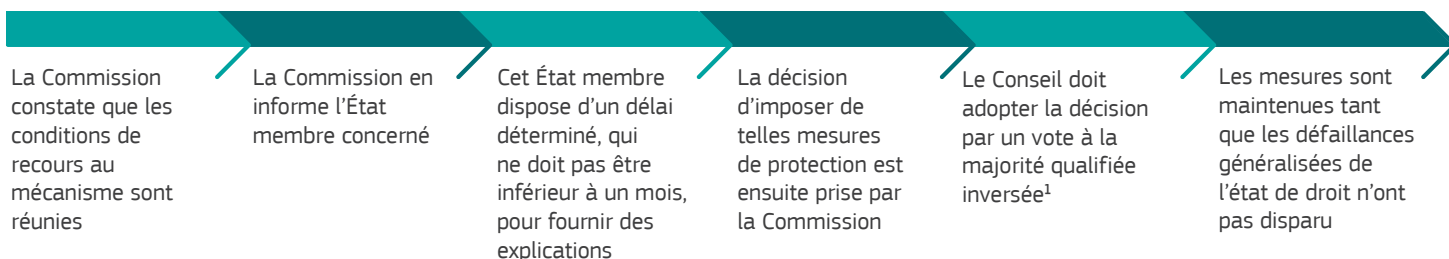 La Commission
constate que les
conditions de
recours au
mécanisme sont
réunies
La Commission en
informe l'État
membre concerné
Cet État membre
dispose d'un délai
déterminé, qui
ne doit pas être
inférieur à un mois,
pour fournir des
explications
La décision
d'imposer de
telles mesures
de protection est
ensuite prise par
la Commission
Le Conseil doit
adopter la décision
par un vote à la
majorité qualifiée
inversée¹
Les mesures sont
maintenues tant
que les défaillances
généralisées de
l'état de droit n'ont
pas disparu